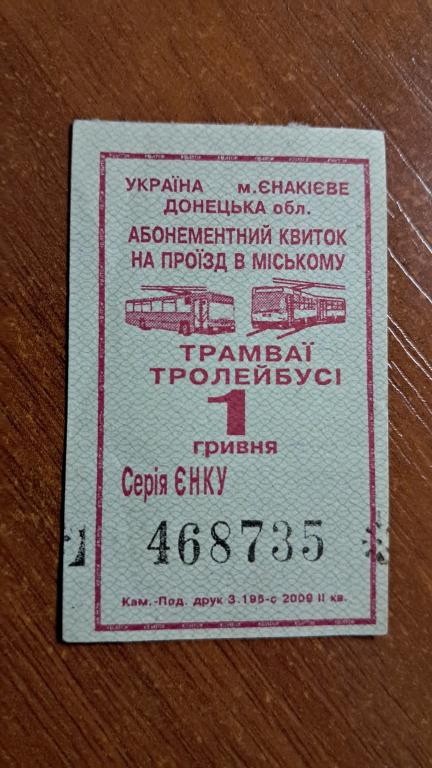 УКРАЇНА м.ЄНАКІЄВЕ
ДОНЕЦЬКА обл.
АБОНЕМЕНТНИЙ КВИТОК
НА ПРОЇЗД В МІСЬКОМУ
ТРАМВАЇ
ТРОЛЕЙБУСІ
1
гривня
Серія ЄНКУ
468735
Кам.-Под. друк З.195-с 2009 ІІ кв.